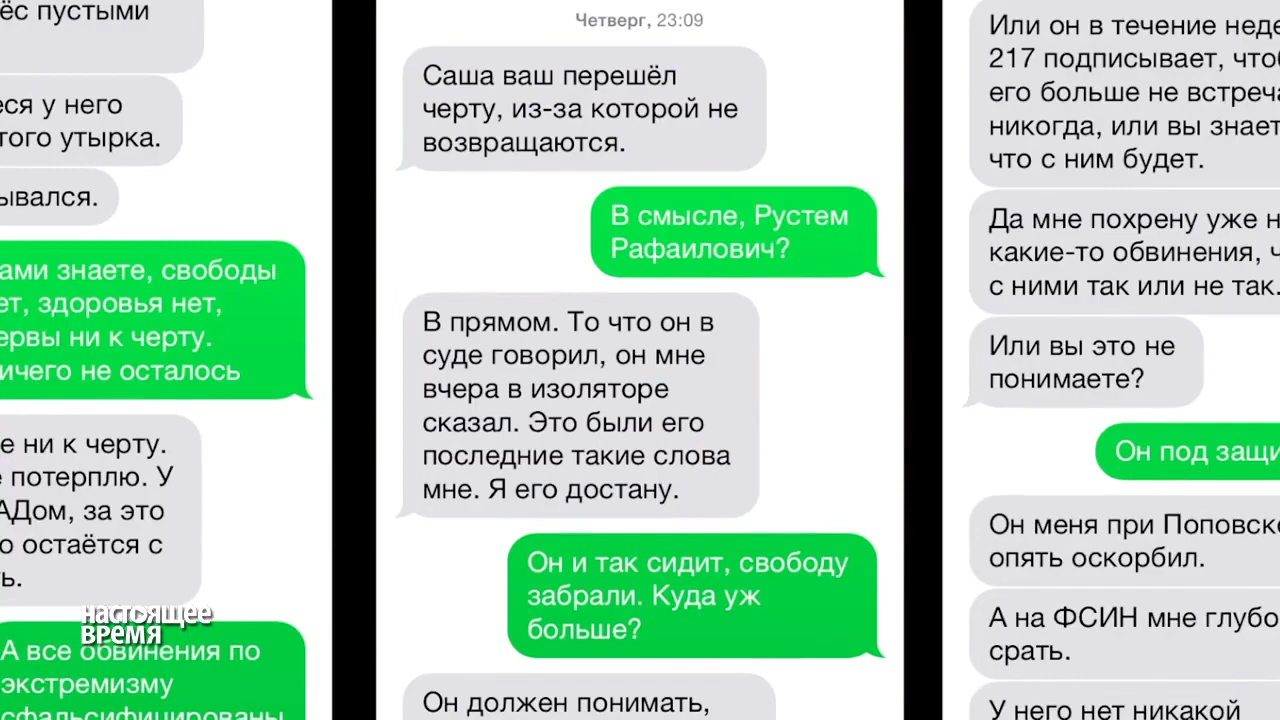 ёс пустыми
еся у него
того утырка.
ывался.
ами знаете, свободы
ет, здоровья нет,
ервы ни к черту.
ичего не осталось
е ни к черту.
е потерплю. У
АДом, за это
о остаётся с
ь.
настоящее
время
А все обвинения по
экстремизму
сфальсифицированы
Четверг, 23:09
Саша ваш перешёл
черту, из-за которой не
возвращаются.
В смысле, Рустем
Рафаилович?
В прямом. То что он в
суде говорил, он мне
вчера в изоляторе
сказал. Это были его
последние такие слова
мне. Я его достану.
Он и так сидит, свободу
забрали. Куда уж
больше?
Он должен понимать,
Или он в течение неде
217 подписывает, чтоб
его больше не встреча
никогда, или вы знает
что с ним будет.
Да мне похрену уже н
какие-то обвинения, ч
с ними так или не так.
Или вы это не
понимаете?
Он под защи
Он меня при Поповско
опять оскорбил.
А на ФСИН мне глубо
срать.
У него нет никакой